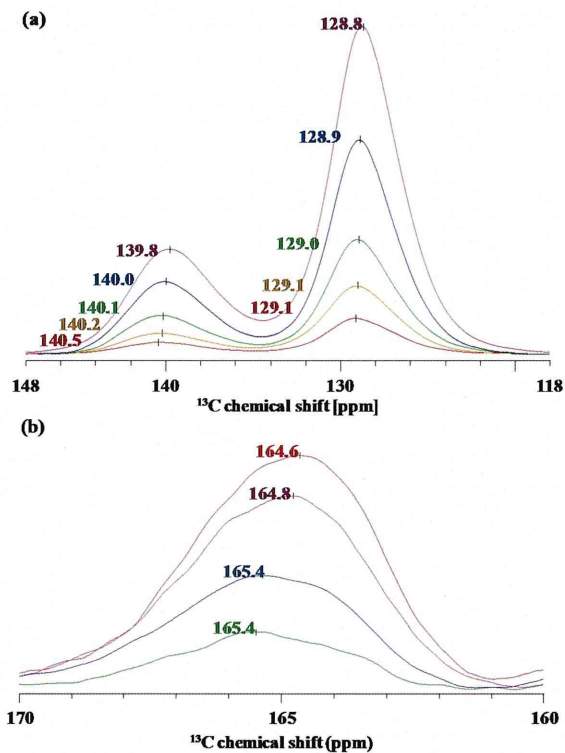 (a)
128.8
128.9
139.8
129.0
140.0
140.1
129.1
140.2
129.1
140.5
148 140 130 118
¹³C chemical shift [ppm]
(b)
164.6
164.8
165.4
165.4
170 165 160
¹³C chemical shift (ppm)